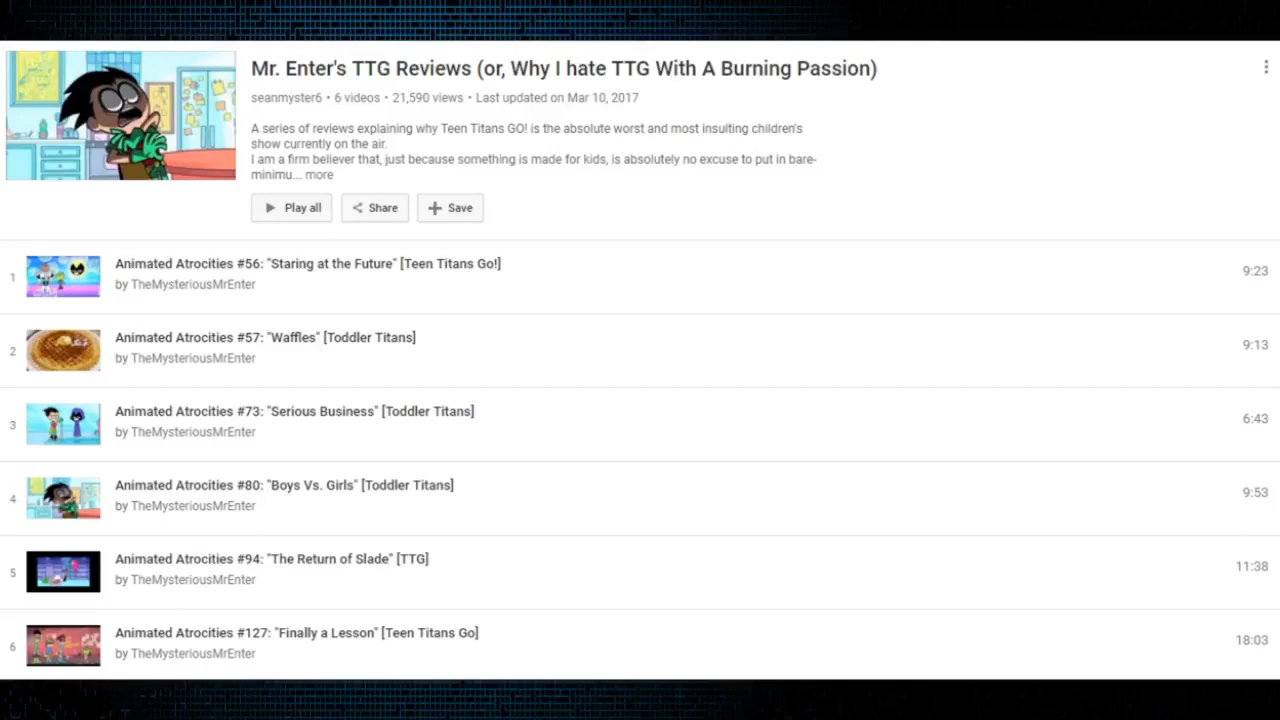 Mr. Enter's TTG Reviews (or, Why I hate TTG With A Burning Passion)
seanmyster6 • 6 videos • 21,590 views • Last updated on Mar 10, 2017
A series of reviews explaining why Teen Titans GO! is the absolute worst and most insulting children's
show currently on the air.
I am a firm believer that, just because something is made for kids, is absolutely no excuse to put in bare-
minimu... more
Play all Share Save
1 Animated Atrocities #56: "Staring at the Future" [Teen Titans Go!] 9:23
by TheMysteriousMrEnter
2 Animated Atrocities #57: "Waffles" [Toddler Titans] 9:13
by TheMysteriousMrEnter
3 Animated Atrocities #73: "Serious Business" [Toddler Titans] 6:43
by TheMysteriousMrEnter
4 Animated Atrocities #80: "Boys Vs. Girls" [Toddler Titans] 9:53
by TheMysteriousMrEnter
5 Animated Atrocities #94: "The Return of Slade" [TTG] 11:38
by TheMysteriousMrEnter
6 Animated Atrocities #127: "Finally a Lesson" [Teen Titans Go] 18:03
by TheMysteriousMrEnter